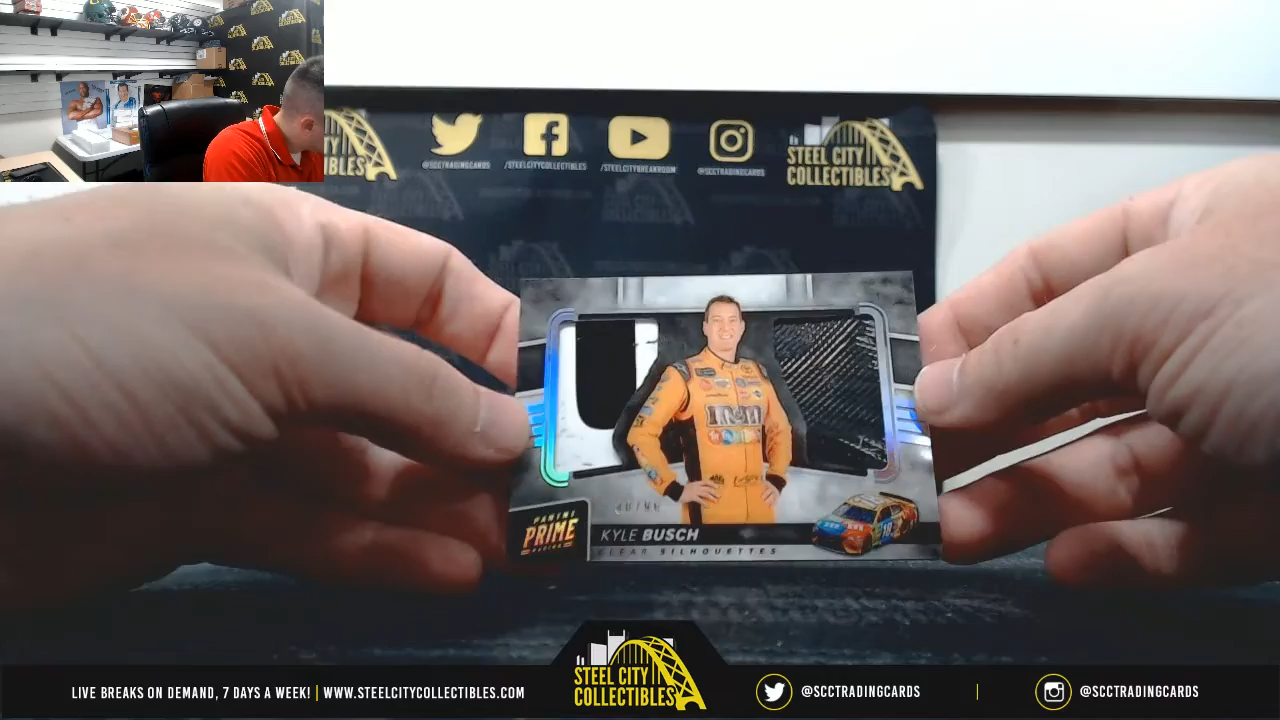 @SCCTRADINGCARDS
/STEELCITYCOLLECTIBLES
/STEELCITYBREAKROOM
@SCCTRADINGCARDS
STEEL CITY
COLLECTIBLES
PANINI
PRIME
RACING
KYLE BUSCH
CLEAR SILHOUETTES
18
LIVE BREAKS ON DEMAND, 7 DAYS A WEEK! | WWW.STEELCITYCOLLECTIBLES.COM
STEEL CITY
COLLECTIBLES
@SCCTRADINGCARDS
@SCCTRADINGCARDS